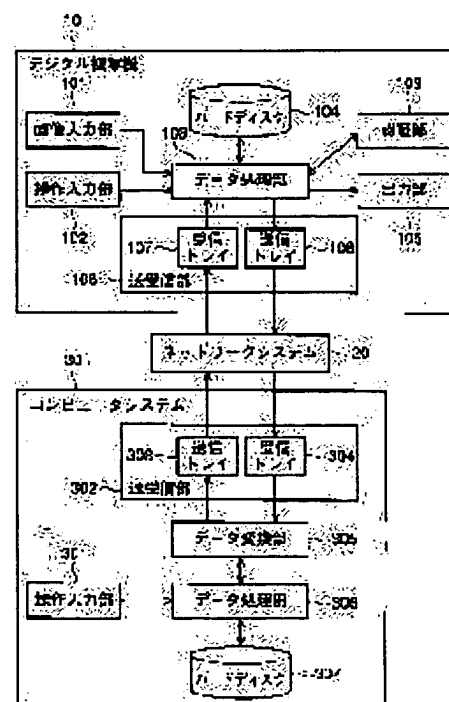 10
デジタル複写機
ハードディスク
104
画像入力部
データ処理部
操作入力部
出力部
102
105
107
受信
トレイ
送信
トレイ
106
送受信部
ネットワークシステム
20
コンピュータシステム
送信
トレイ
受信
トレイ
304
302
送受信部
データ変換部
305
操作入力部
データ処理部
306
ハードディスク